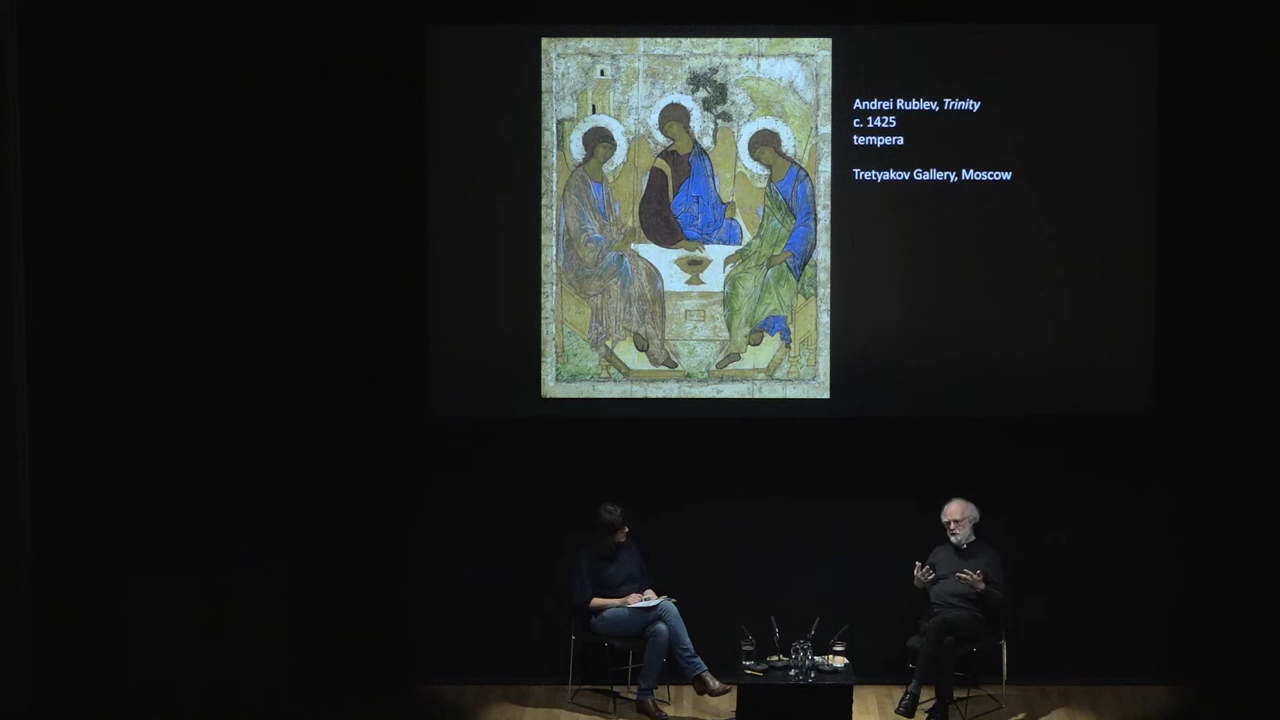 Andrei Rublev, Trinity
c. 1425
tempera
Tretyakov Gallery, Moscow